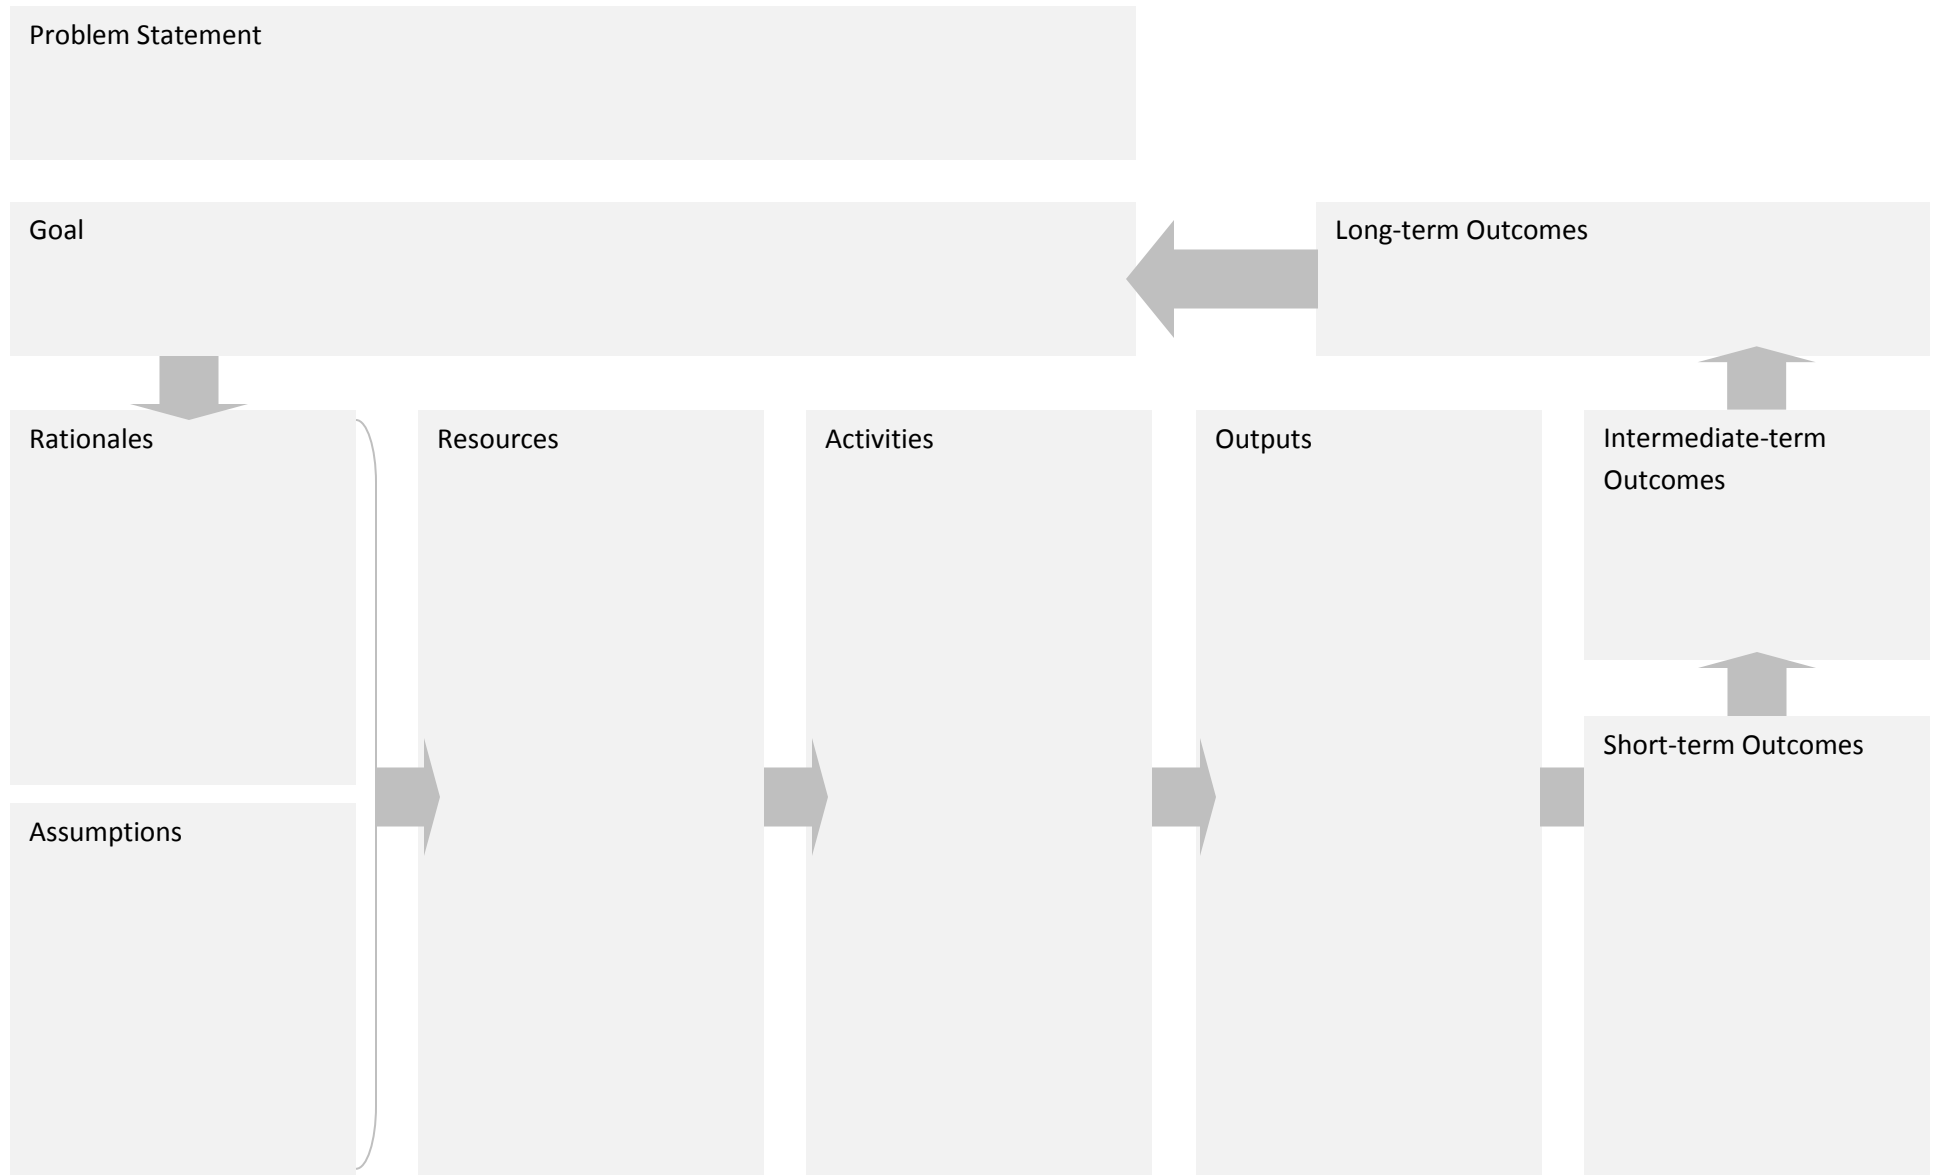 Problem Statement
Goal
Long-term Outcomes
Rationales
Resources
Activities
Outputs
Intermediate-term
Outcomes
Short-term Outcomes
Assumptions